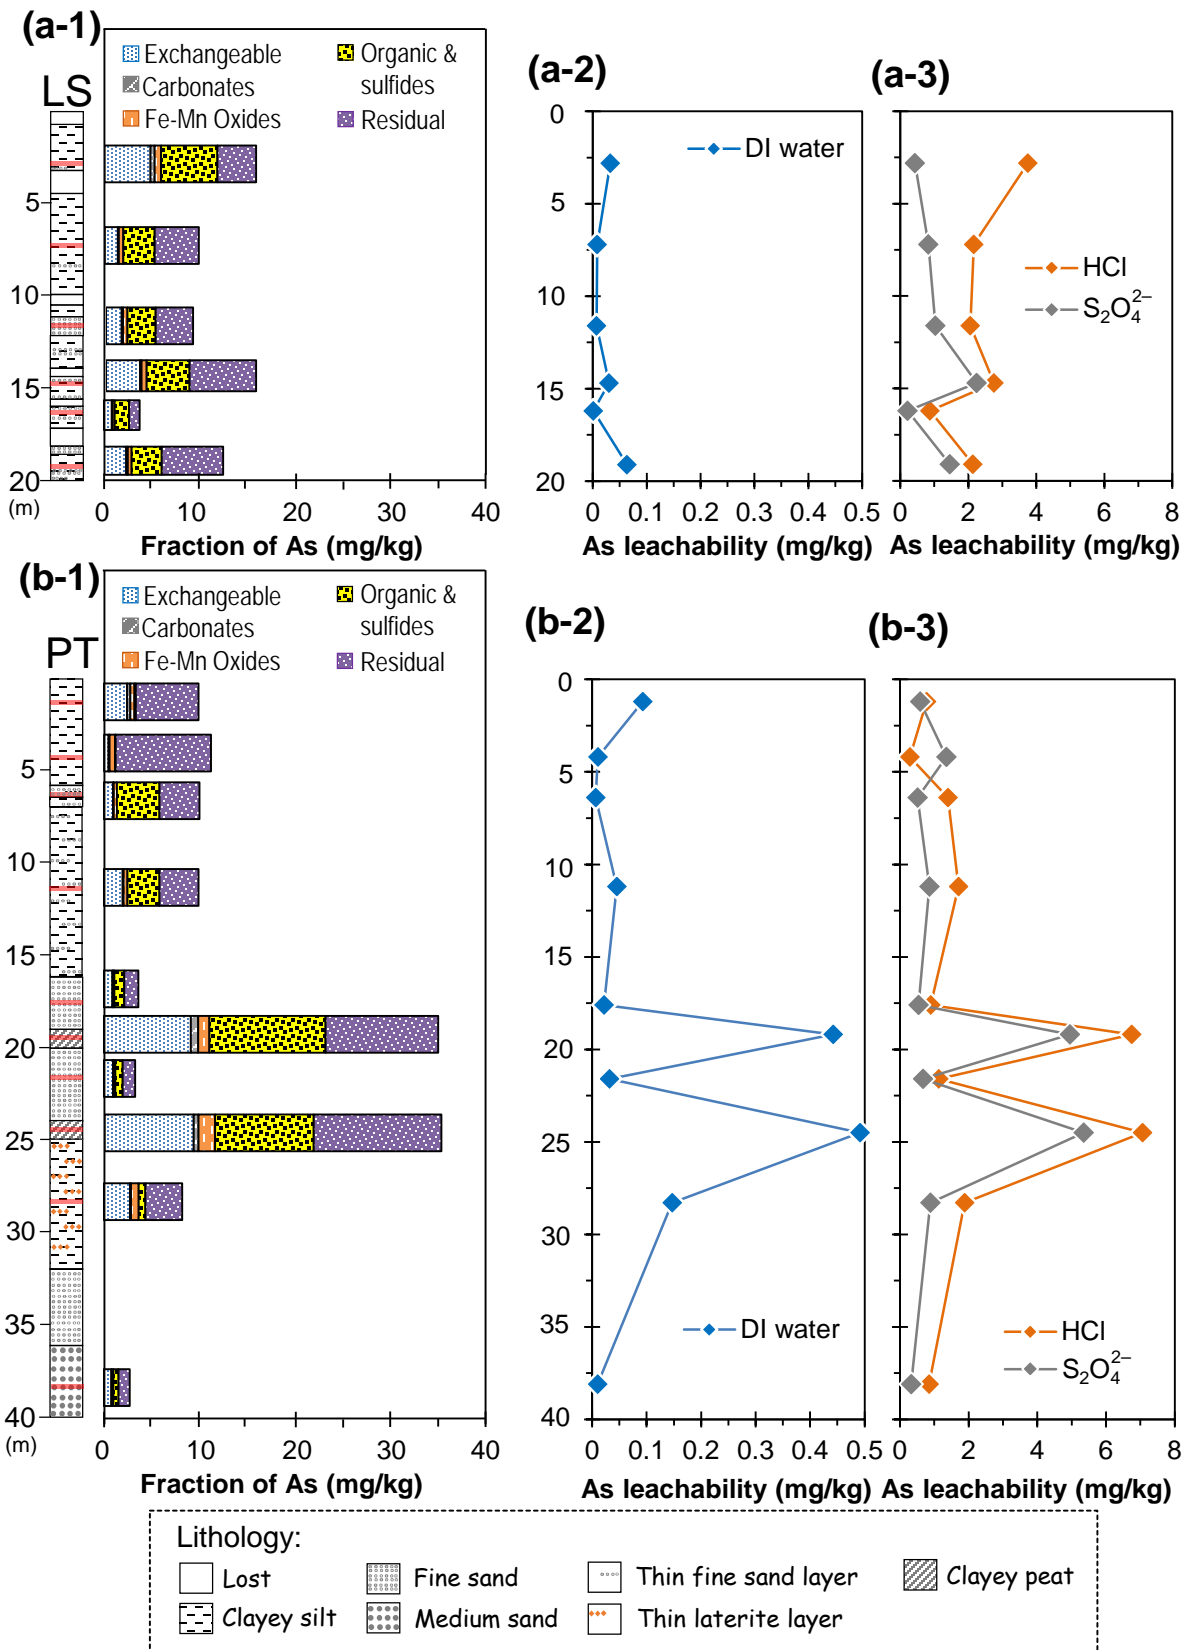 (a-1)
Exchangeable
Organic &
sulfides
Carbonates
Fe-Mn Oxides
Residual
LS
5
10
15
20
(m)
0
10
20
30
40
Fraction of As (mg/kg)
(a-2)
DI water
0
5
10
15
20
0
0.1
0.2
0.3
0.4
0.5
As leachability (mg/kg)
(a-3)
HCl
S₂O₄²⁻
0
2
4
6
8
As leachability (mg/kg)
(b-1)
Exchangeable
Organic &
sulfides
Carbonates
Fe-Mn Oxides
Residual
PT
5
10
15
20
25
30
35
40
(m)
0
10
20
30
40
Fraction of As (mg/kg)
(b-2)
0
5
10
15
20
25
30
35
40
DI water
0
0.1
0.2
0.3
0.4
0.5
As leachability (mg/kg)
(b-3)
HCl
S₂O₄²⁻
0
2
4
6
8
As leachability (mg/kg)
Lithology:
Lost
Fine sand
Thin fine sand layer
Clayey peat
Clayey silt
Medium sand
Thin laterite layer